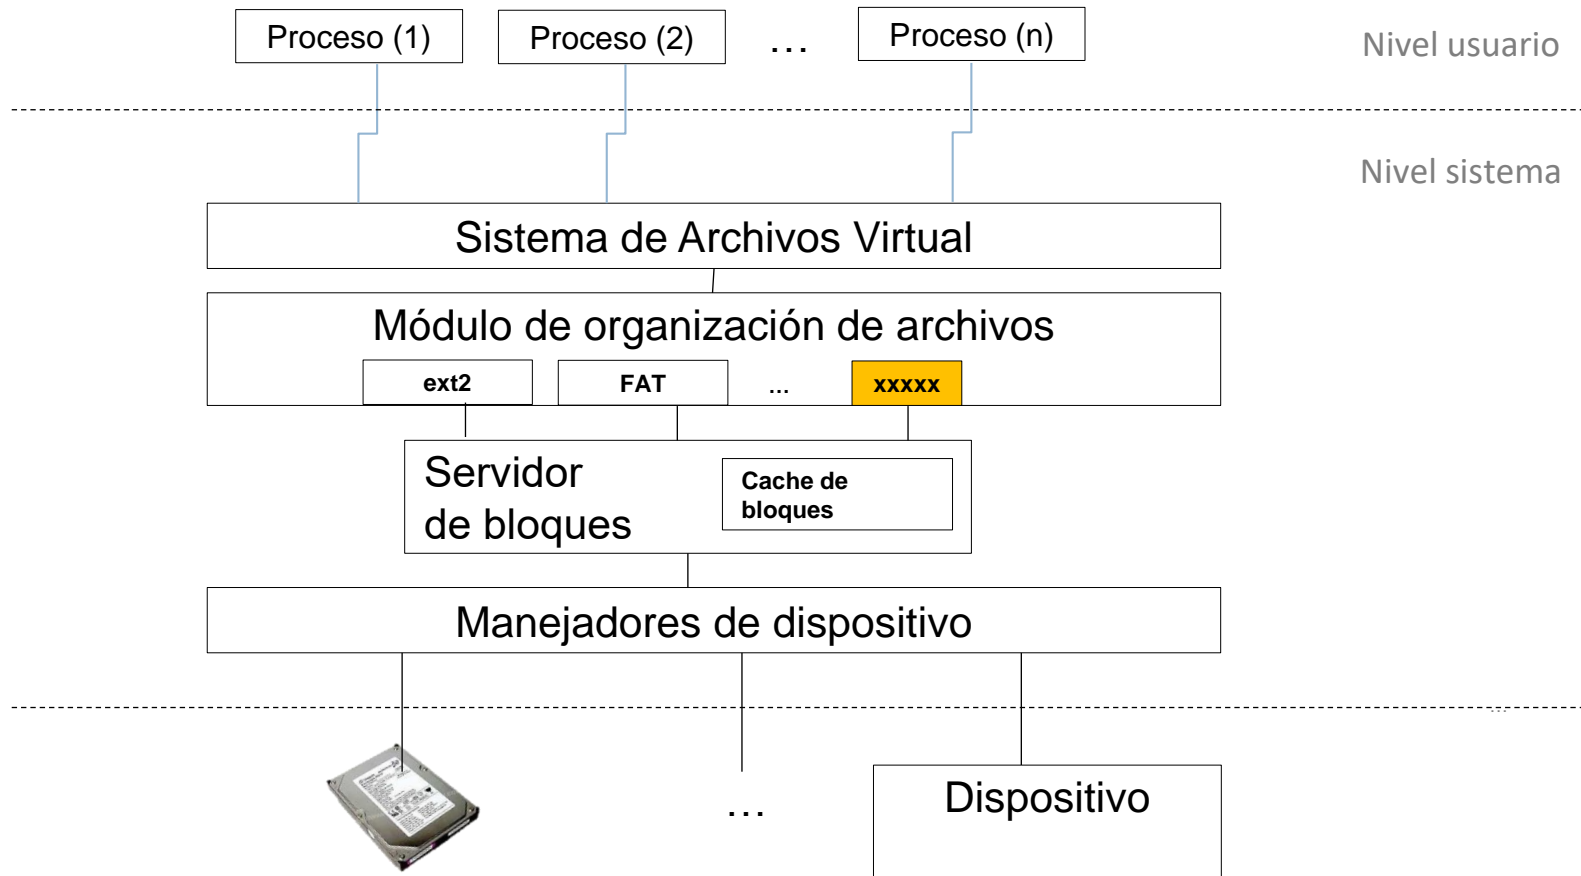 Proceso (1)
Proceso (2)
...
Proceso (n)
Nivel usuario
Nivel sistema
Sistema de Archivos Virtual
Módulo de organización de archivos
ext2
FAT
...
xxxxx
Servidor
de bloques
Cache de
bloques
Manejadores de dispositivo
...
...
Dispositivo